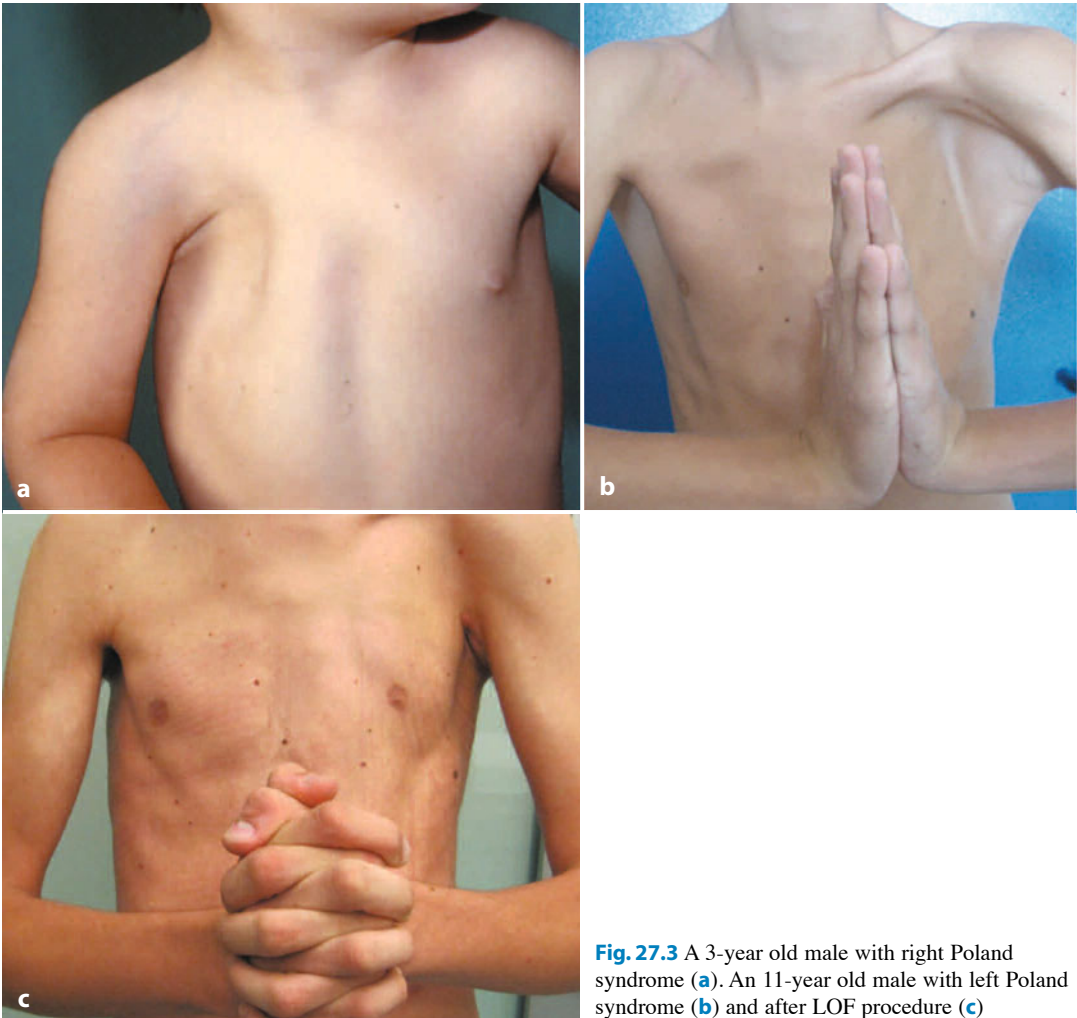 a
b
c
Fig. 27.3 A 3-year old male with right Poland
syndrome (a). An 11-year old male with left Poland
syndrome (b) and after LOF procedure (c)